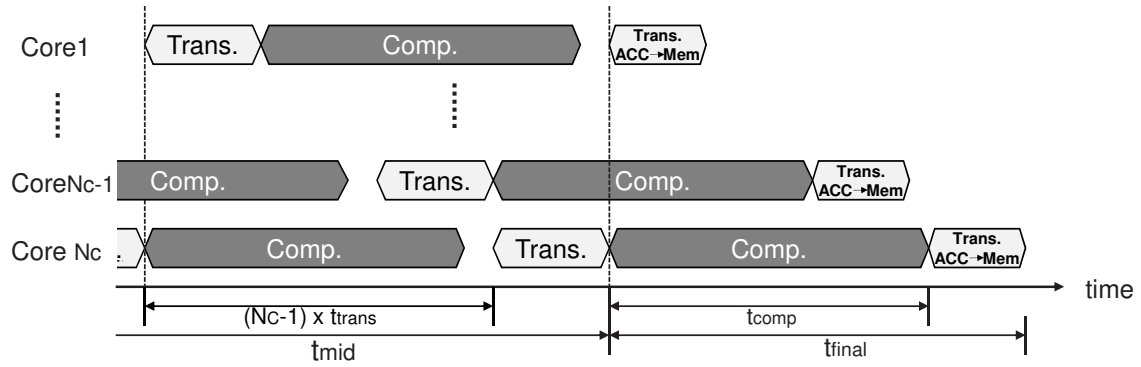 Core1
Trans.
Comp.
Trans.
ACC→Mem
CoreNc-1
Comp.
Trans.
Comp.
Trans.
ACC→Mem
Core Nc
.
Comp.
Trans.
Comp.
Trans.
ACC→Mem
time
(NC-1) x ttrans
tcomp
tmid
tfinal